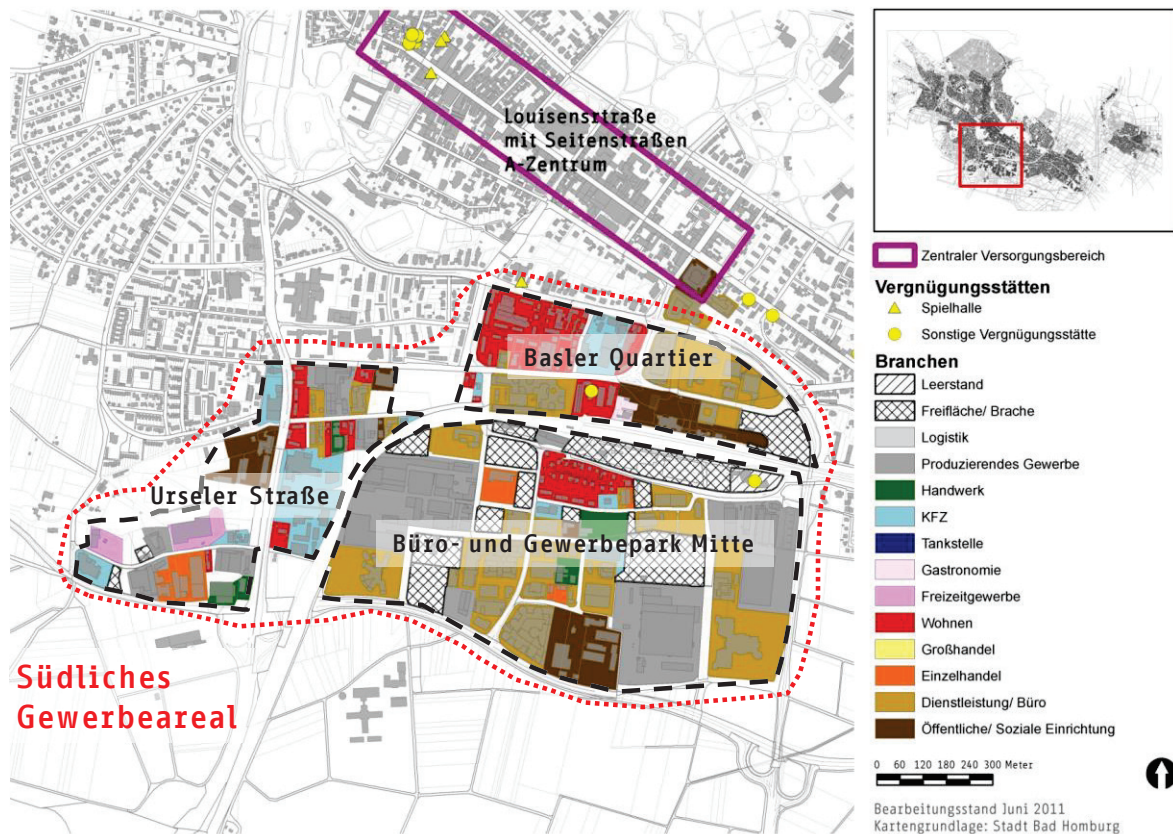 Louisensrtraße
mit Seitenstraßen
A-Zentrum
Basler Quartier
Urseler Straße
Büro- und Gewerbepark Mitte
Südliches
Gewerbeareal
Zentraler Versorgungsbereich
Vergnügungsstätten
Spielhalle
Sonstige Vergnügungsstätte
Branchen
Leerstand
Freifläche/ Brache
Logistik
Produzierendes Gewerbe
Handwerk
KFZ
Tankstelle
Gastronomie
Freizeitgewerbe
Wohnen
Großhandel
Einzelhandel
Dienstleistung/ Büro
Öffentliche/ Soziale Einrichtung
0 60 120 180 240 300 Meter
Bearbeitungsstand Juni 2011
Kartengrundlage: Stadt Bad Homburg